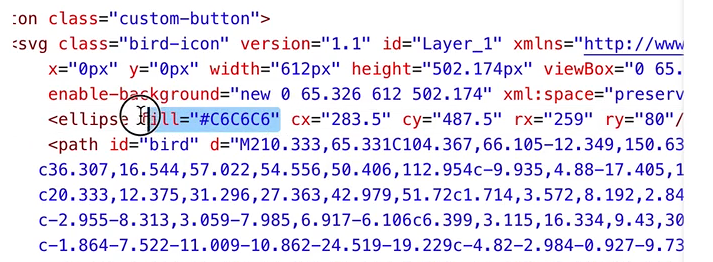 con class="custom-button">
<svg class="bird-icon" version="1.1" id="Layer_1" xmlns="http://www
x="0px" y="0px" width="612px" height="502.174px" viewBox="0 65.
enable-background="new 0 65.326 612 502.174" xml:space="preserv
<ellipse fill="#C6C6C6" cx="283.5" cy="487.5" rx="259" ry="80"/
<path id="bird" d="M210.333,65.331C104.367,66.105-12.349,150.63
c36.307,16.544,57.022,54.556,50.406,112.954c-9.935,4.88-17.405,1
c20.333,12.375,31.296,27.363,42.979,51.72c1.714,3.572,8.192,2.84
c-2.955-8.313,3.059-7.985,6.917-6.106c6.399,3.115,16.334,9.43,30
c-1.864-7.522-11.009-10.862-24.519-19.229c-4.82-2.984-0.927-9.73